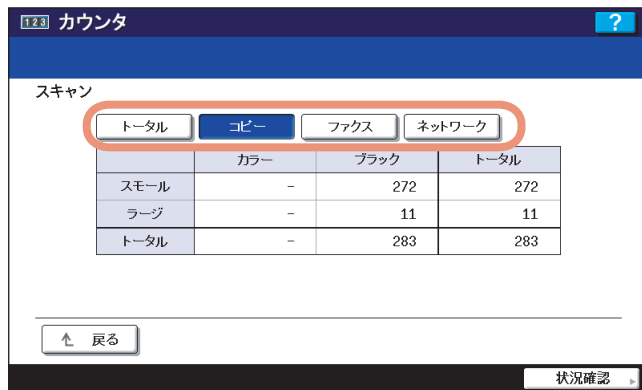 123 カウンタ ?
スキャン
トータル コピー ファクス ネットワーク
カラー ブラック トータル
スモール – 272 272
ラージ – 11 11
トータル – 283 283
戻る
状況確認